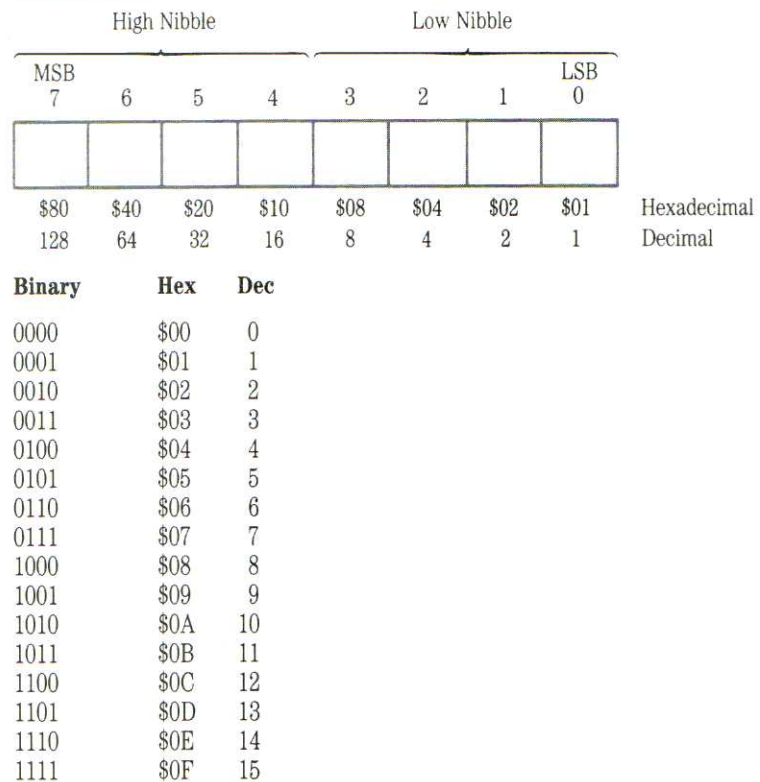 High Nibble Low Nibble
MSB LSB
7 6 5 4 3 2 1 0
$80 $40 $20 $10 $08 $04 $02 $01 Hexadecimal
128 64 32 16 8 4 2 1 Decimal
Binary Hex Dec
0000 $00 0
0001 $01 1
0010 $02 2
0011 $03 3
0100 $04 4
0101 $05 5
0110 $06 6
0111 $07 7
1000 $08 8
1001 $09 9
1010 $0A 10
1011 $0B 11
1100 $0C 12
1101 $0D 13
1110 $0E 14
1111 $0F 15